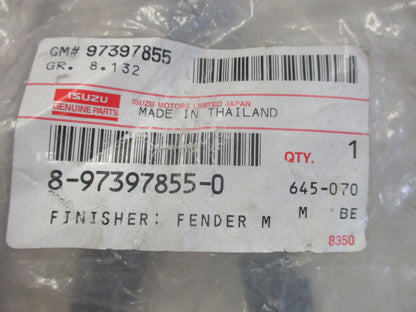 GM# 97397855
GR. 8.132
ISUZU
GENUINE PARTS
ISUZU MOTORS LIMITED JAPAN
MADE IN THAILAND
QTY. 1
8-97397855-0 645-070
FINISHER; FENDER M M BE
8350